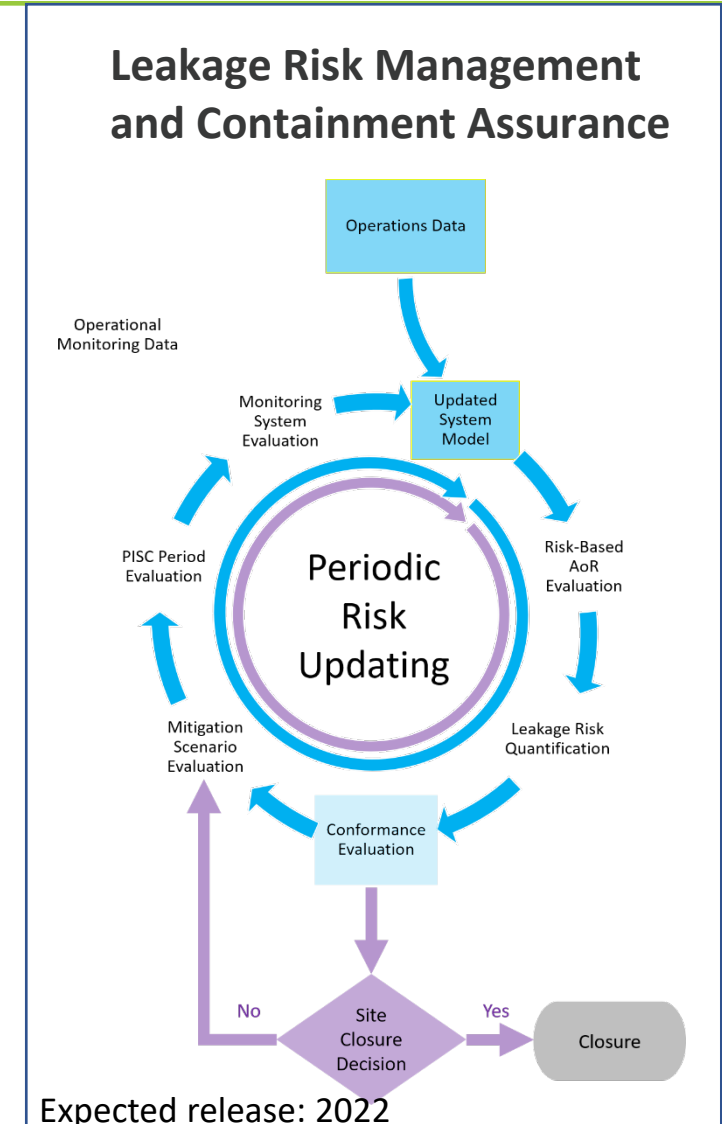 Leakage Risk Management
and Containment Assurance
Operations Data
Operational
Monitoring Data
Monitoring
System
Evaluation
Updated
System
Model
PISC Period
Evaluation
Risk-Based
AoR
Evaluation
Periodic
Risk
Updating
Mitigation
Scenario
Evaluation
Leakage Risk
Quantification
Conformance
Evaluation
No
Site
Closure
Decision
Yes
Closure
Expected release: 2022